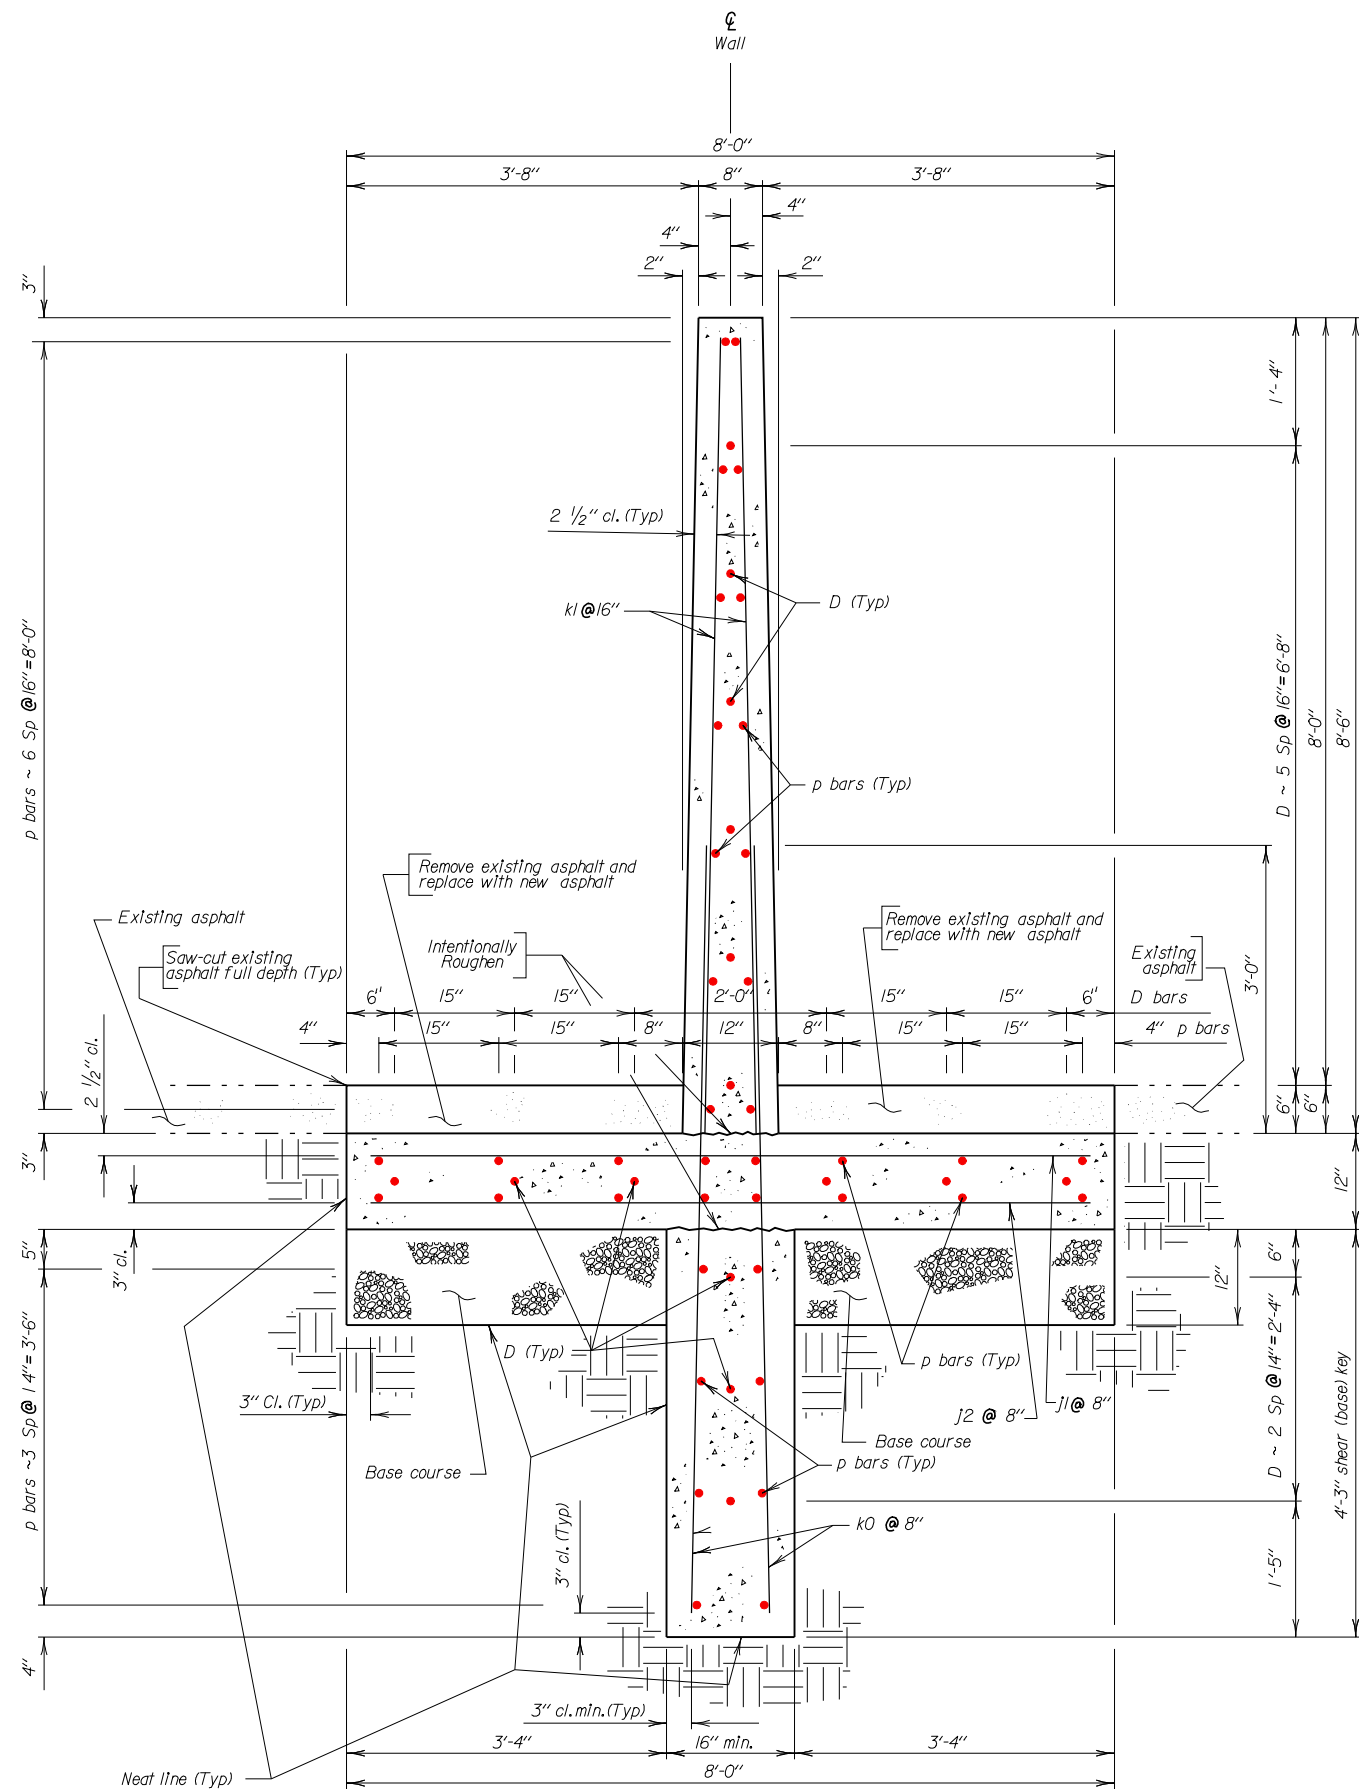 ℄
Wall
8'-0"
3'-8"
8"
3'-8"
4"
4"
2"
2"
3"
1'-4"
2 1/2" cl. (Typ)
k1 @ 16"
D (Typ)
p bars ~ 6 Sp @ 16"=8'-0"
D ~ 5 Sp @ 16"=6'-8"
8'-0"
8'-6"
p bars (Typ)
Remove existing asphalt and
replace with new asphalt
Existing asphalt
Saw-cut existing
asphalt full depth (Typ)
Intentionally
Roughen
Remove existing asphalt and
replace with new asphalt
Existing
asphalt
3'-0"
6"
15"
15"
2'-0"
15"
15"
6"
D bars
4"
15"
15"
8"
12"
8"
15"
15"
4"
p bars
2 1/2" cl.
6"
6"
3"
12"
5"
3" cl.
12"
6"
D (Typ)
p bars (Typ)
3" Cl. (Typ)
j2 @ 8"
j1 @ 8"
Base course
Base course
p bars (Typ)
p bars ~3 Sp @ 14"= 3'-6"
D ~ 2 Sp @ 14"= 2'-4"
4'-3" shear (base) key
k0 @ 8"
3" cl. (Typ)
1'-5"
4"
3" cl. min. (Typ)
3'-4"
16" min.
3'-4"
8'-0"
Neat line (Typ)